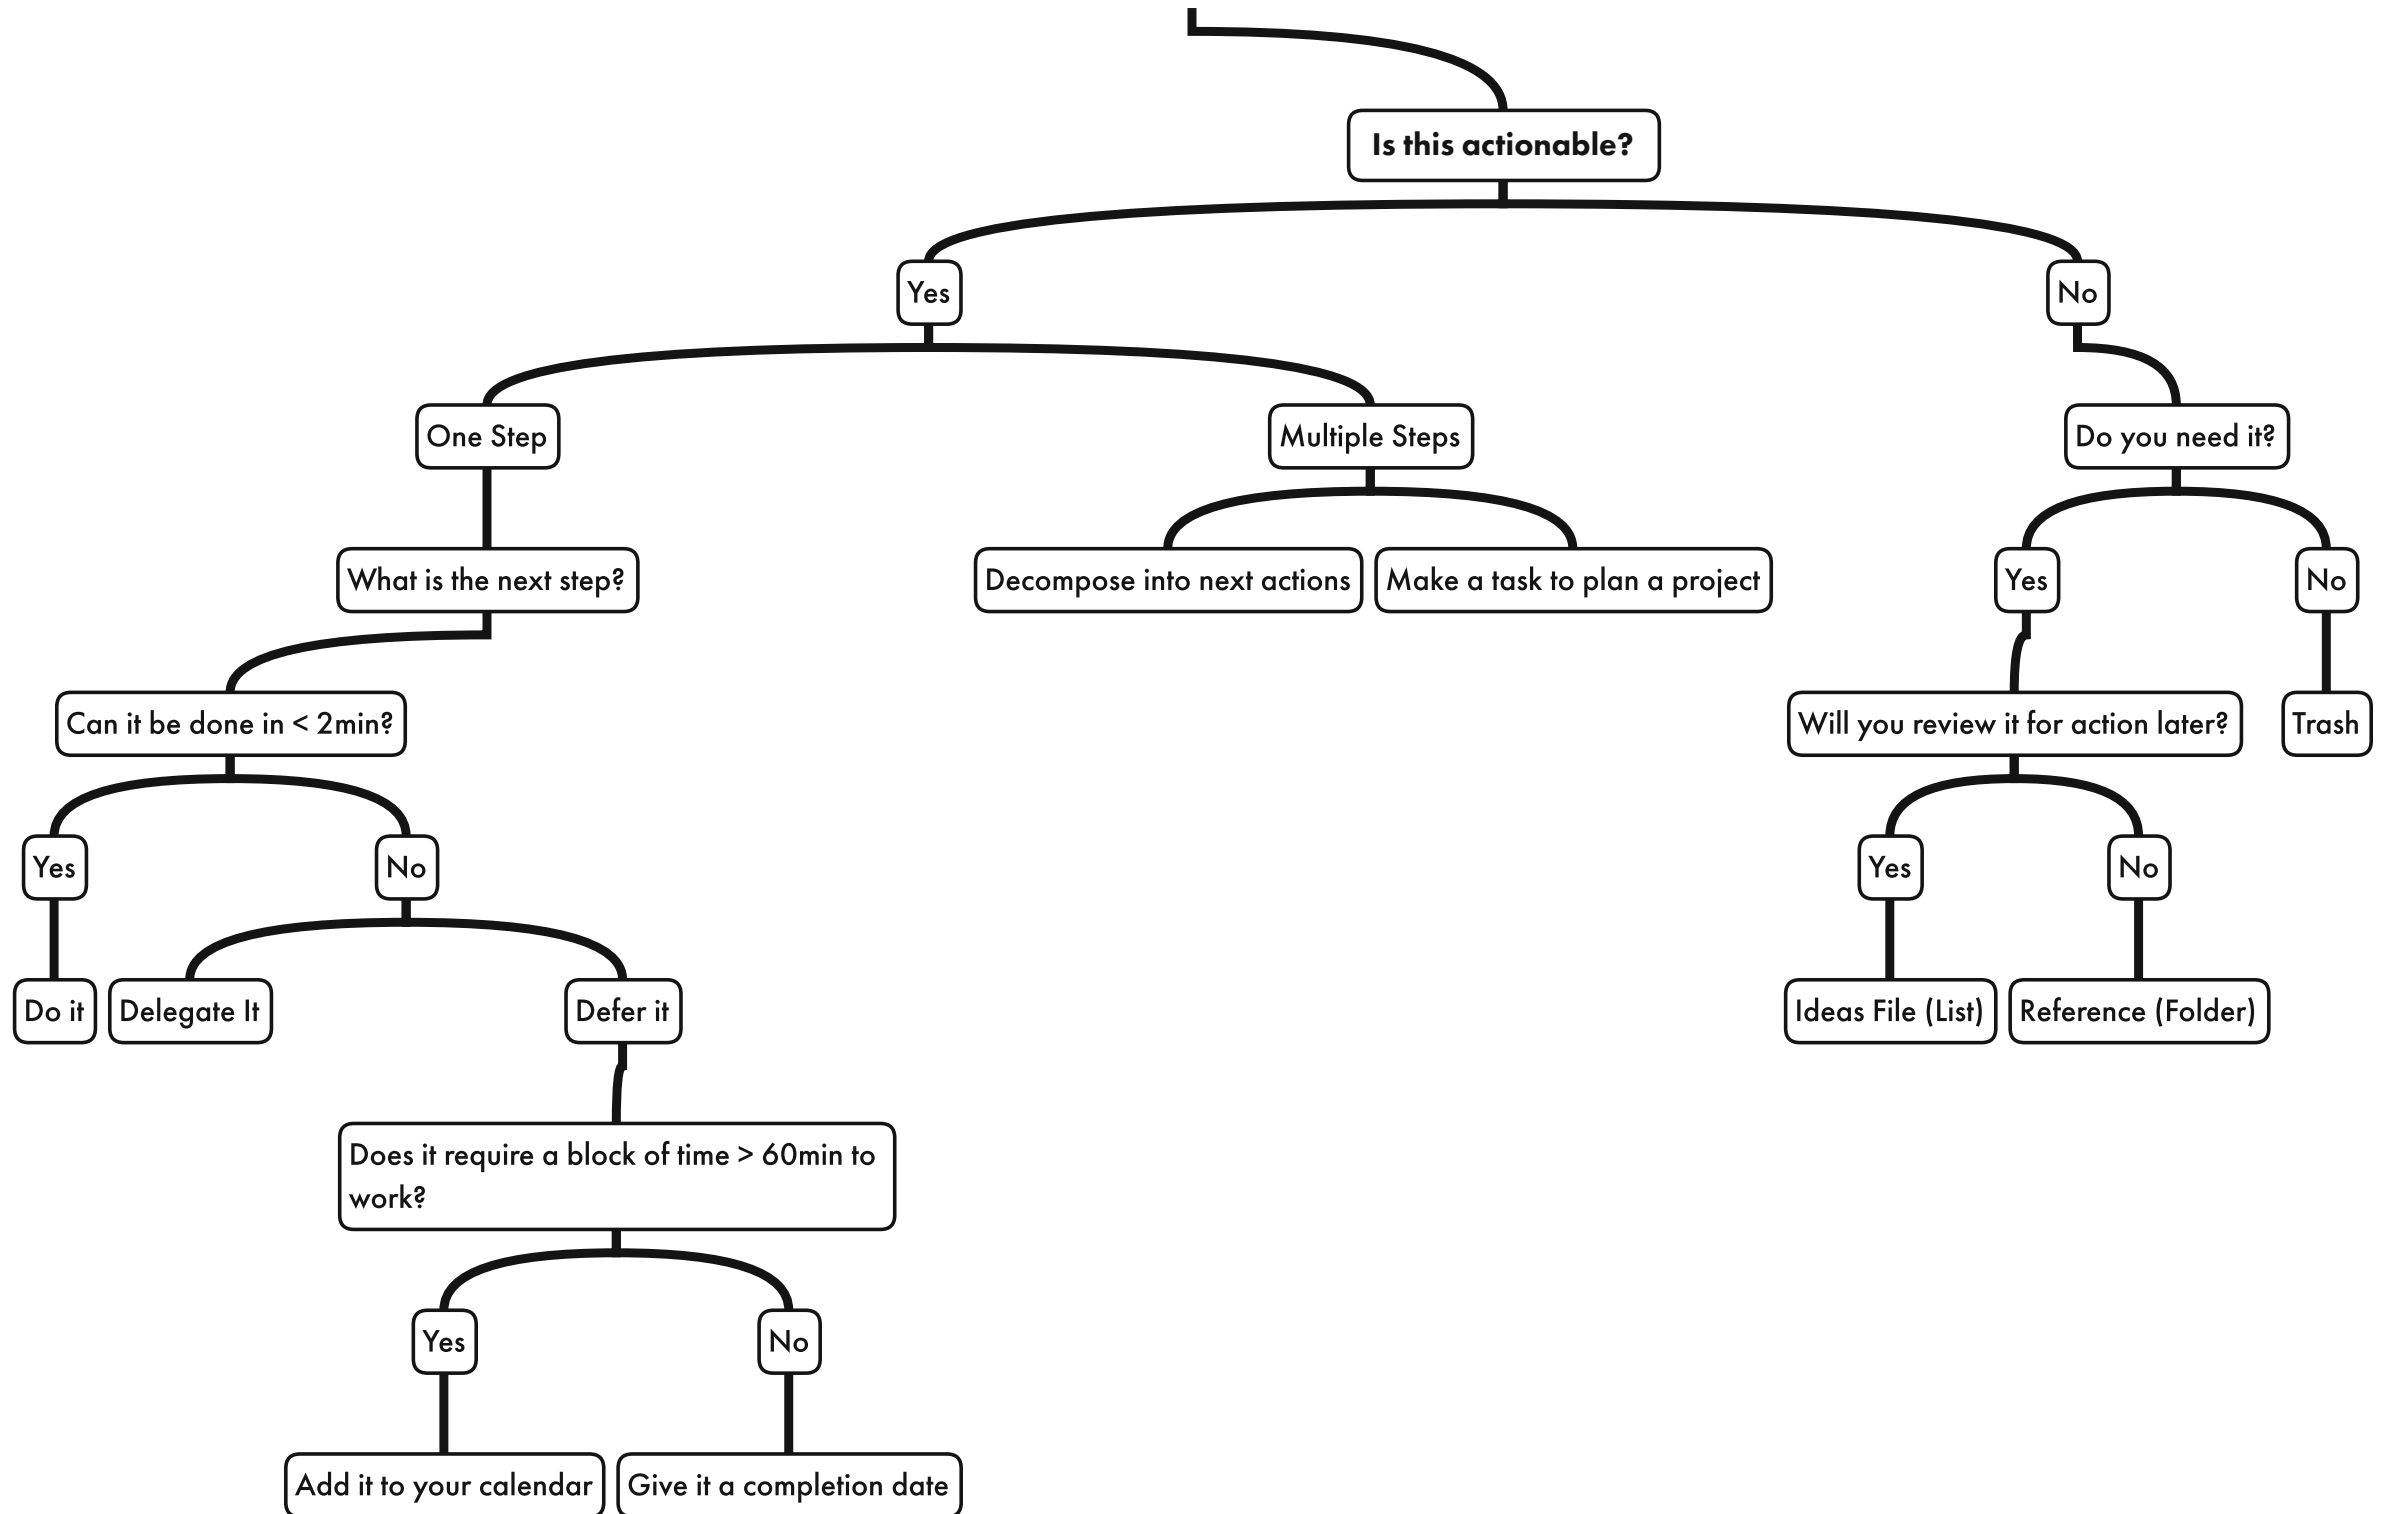 Is this actionable?
Yes
No
One Step
Multiple Steps
Do you need it?
What is the next step?
Decompose into next actions
Make a task to plan a project
Yes
No
Can it be done in < 2min?
Will you review it for action later?
Trash
Yes
No
Yes
No
Do it
Delegate It
Defer it
Ideas File (List)
Reference (Folder)
Does it require a block of time > 60min to
work?
Yes
No
Add it to your calendar
Give it a completion date